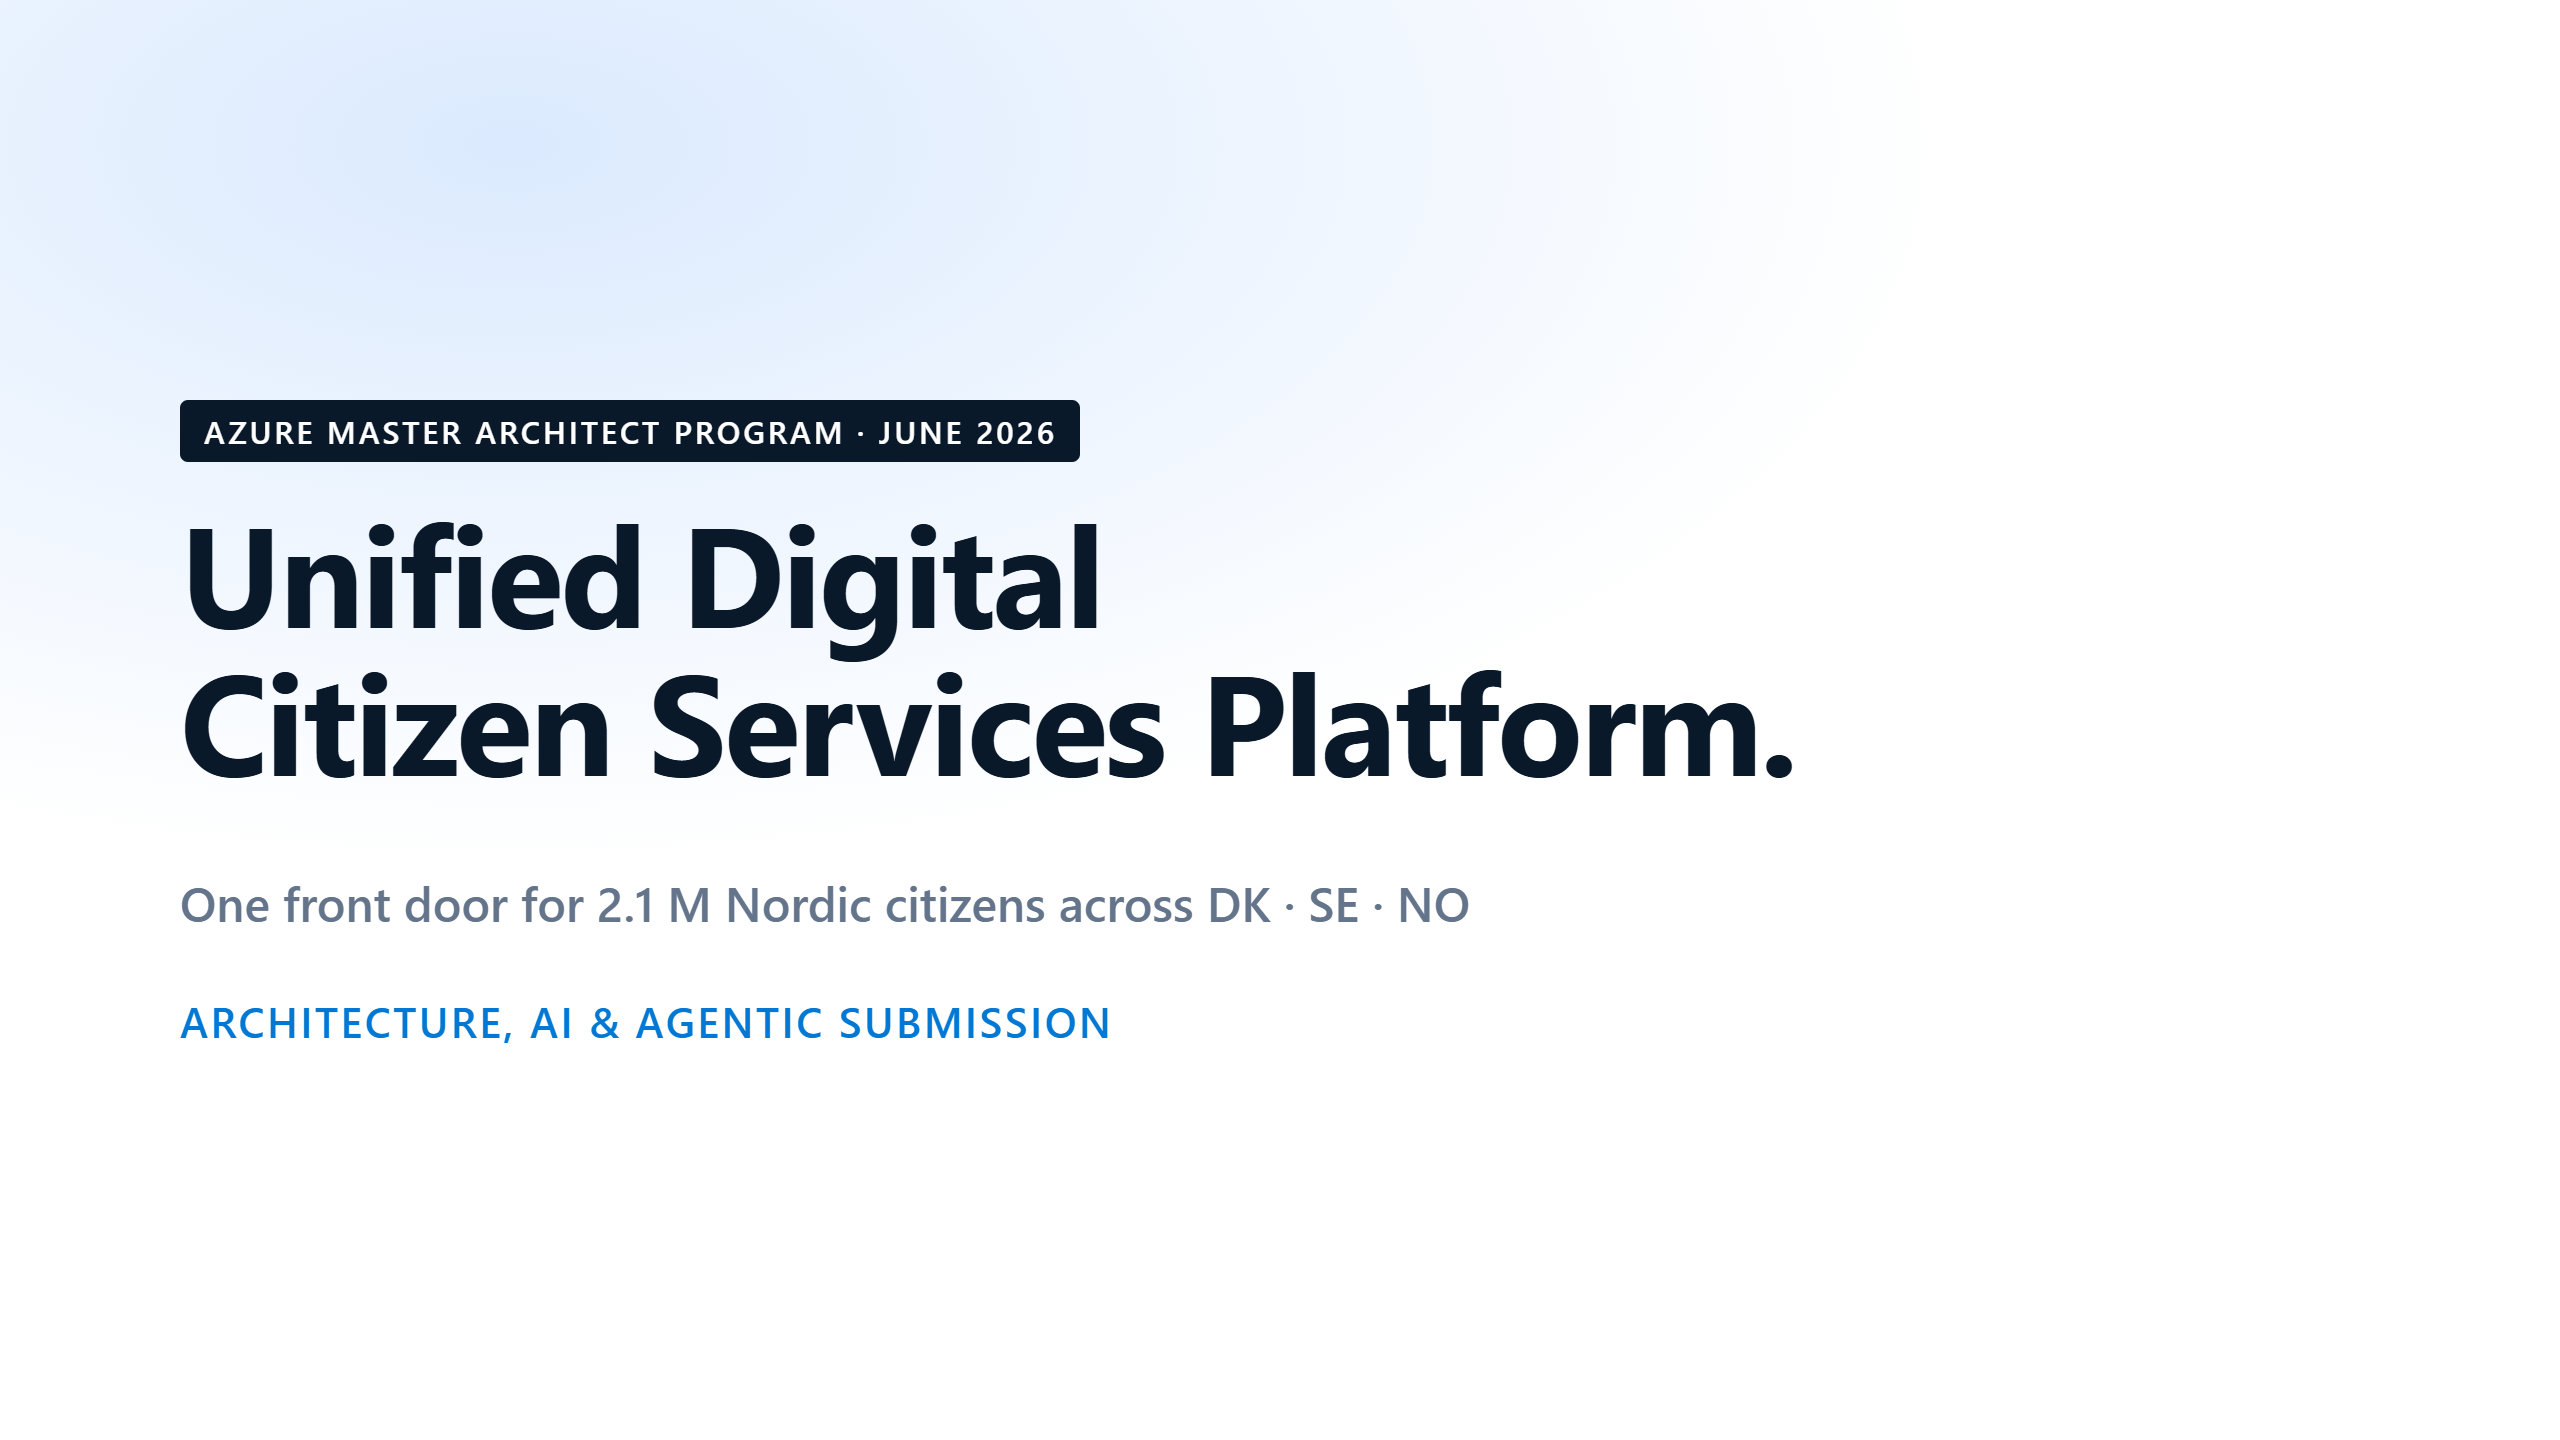 AZURE MASTER ARCHITECT PROGRAM · JUNE 2026
Unified Digital
Citizen Services Platform.
One front door for 2.1 M Nordic citizens across DK · SE · NO
ARCHITECTURE, AI & AGENTIC SUBMISSION